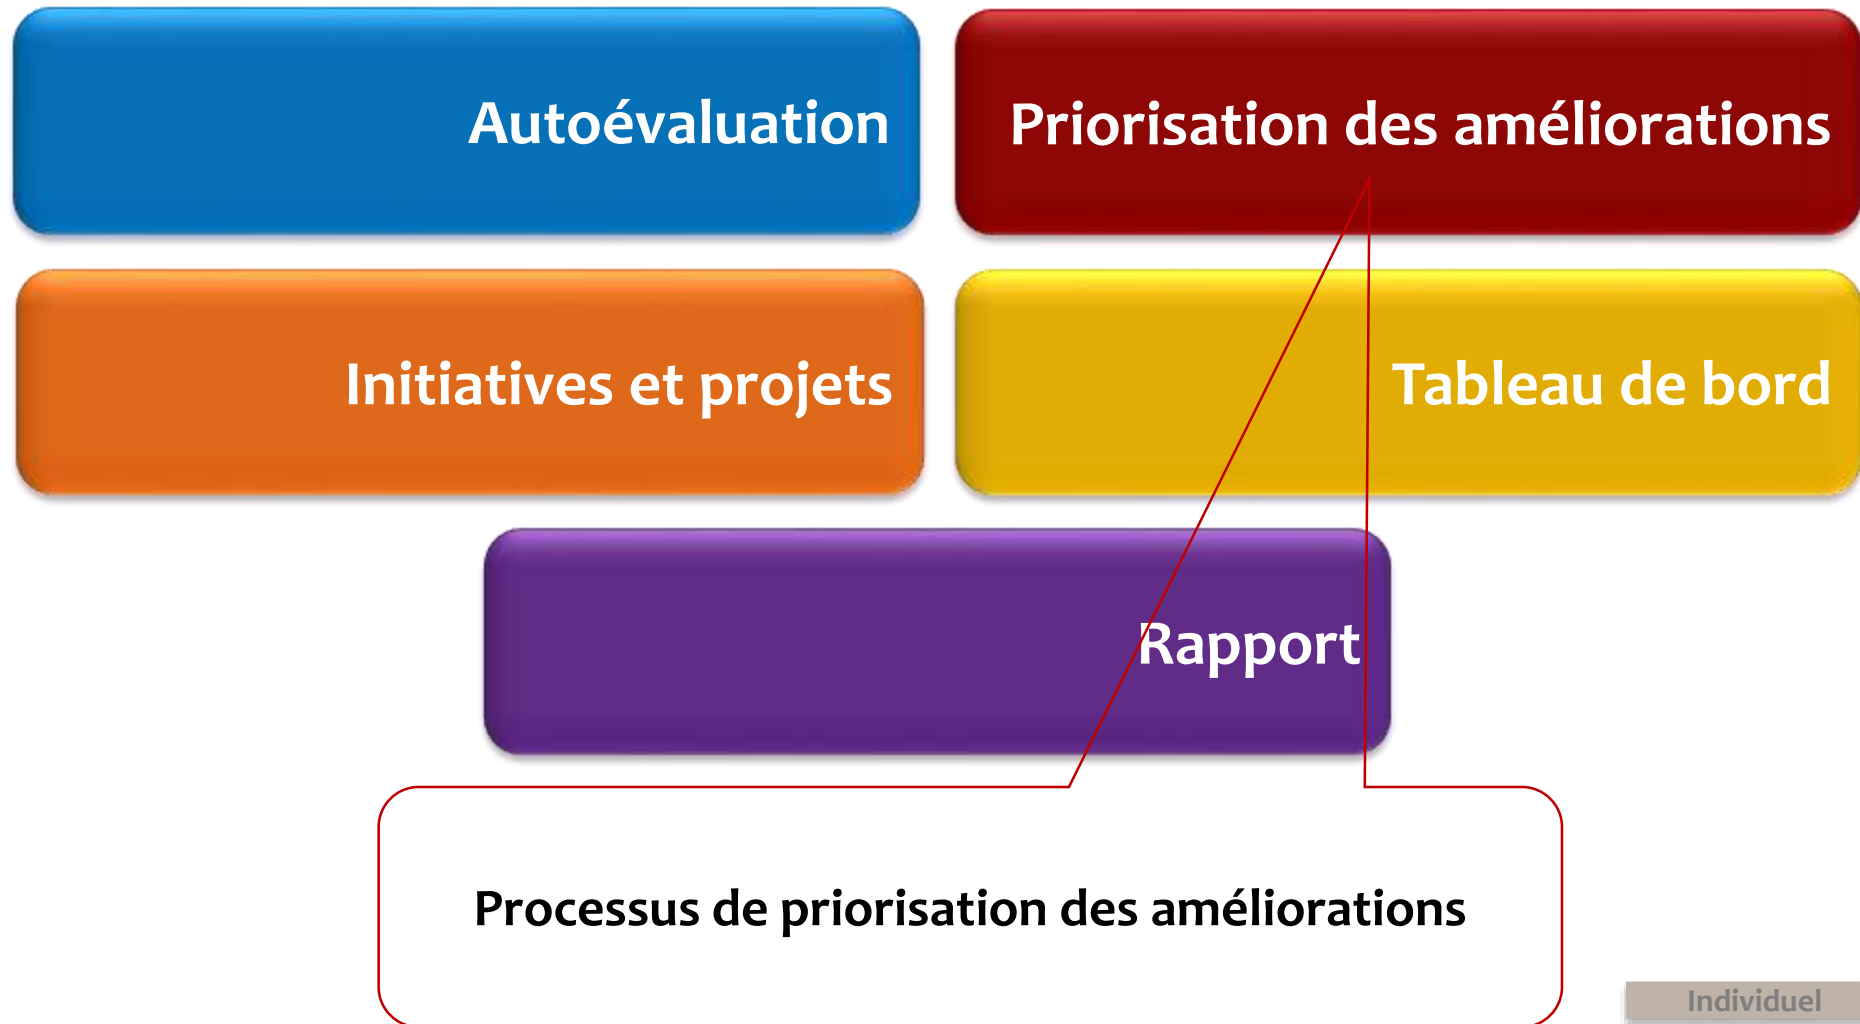 Autoévaluation
Priorisation des améliorations
Initiatives et projets
Tableau de bord
Rapport
Processus de priorisation des améliorations
Individuel